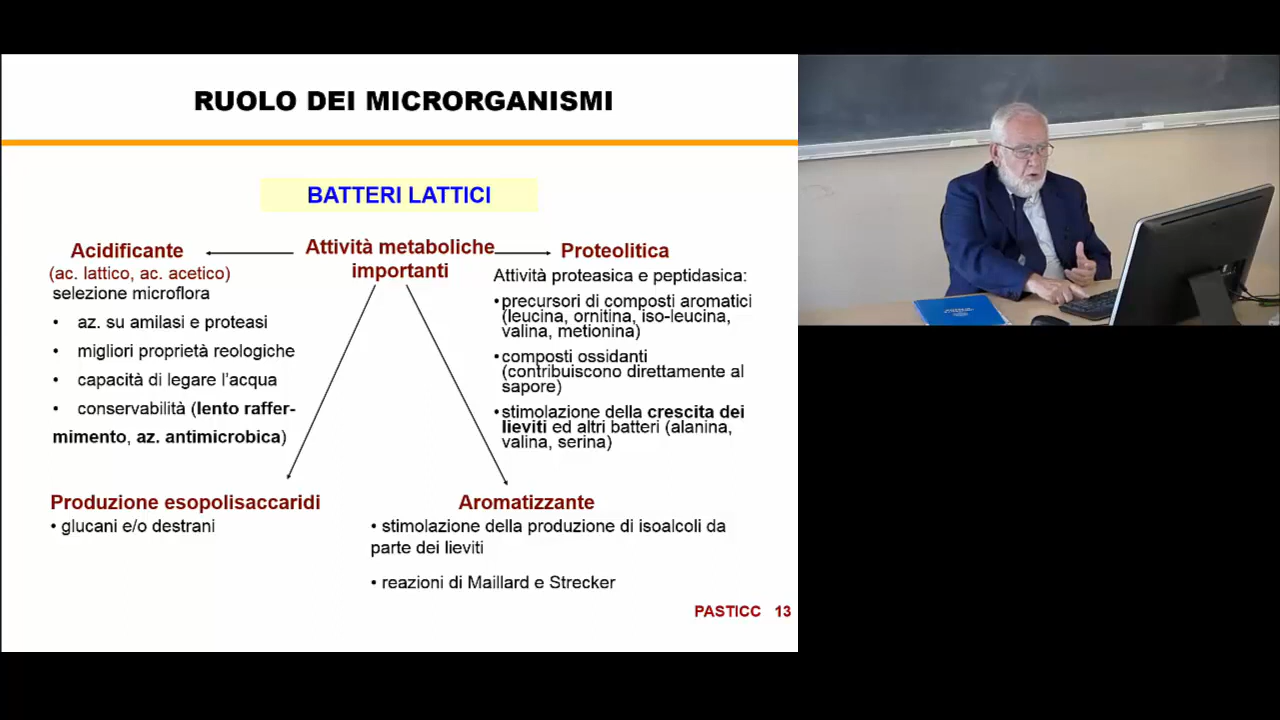 RUOLO DEI MICRORGANISMI
BATTERI LATTICI
Attività metaboliche
importanti
Acidificante
(ac. lattico, ac. acetico)
selezione microflora
• az. su amilasi e proteasi
• migliori proprietà reologiche
• capacità di legare l'acqua
• conservabilità (lento raffer-
mimento, az. antimicrobica)
Proteolitica
Attività proteasica e peptidasica:
•precursori di composti aromatici
(leucina, ornitina, iso-leucina,
valina, metionina)
•composti ossidanti
(contribuiscono direttamente al
sapore)
•stimolazione della crescita dei
lieviti ed altri batteri (alanina,
valina, serina)
Produzione esopolisaccaridi
• glucani e/o destrani
Aromatizzante
• stimolazione della produzione di isoalcoli da
parte dei lieviti
• reazioni di Maillard e Strecker
PASTICC 13